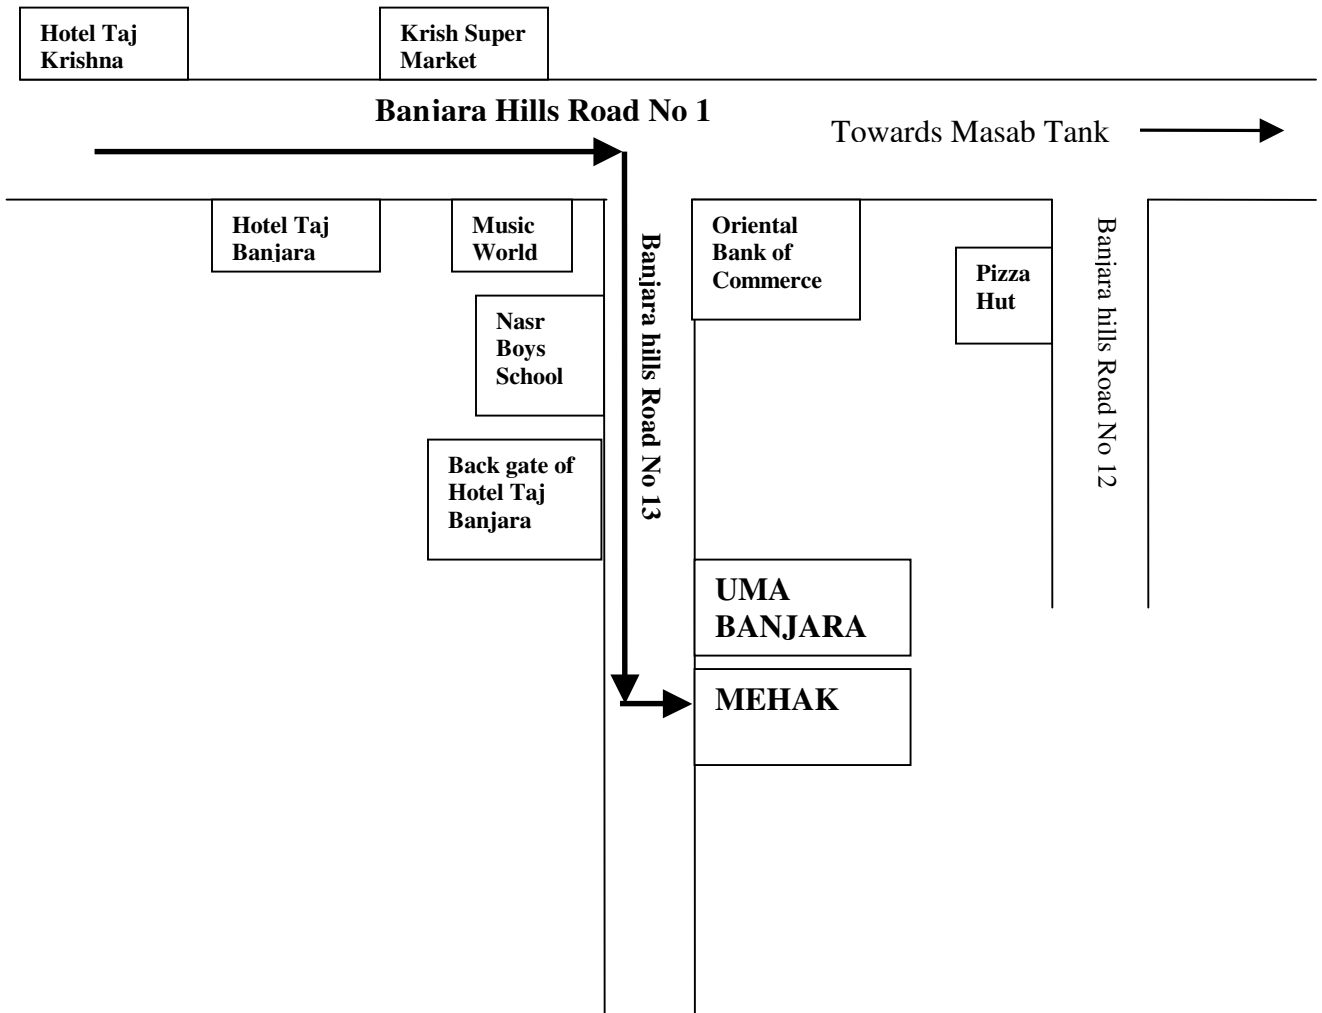 Hotel Taj
Krishna
Krish Super
Market
Banjara Hills Road No 1
Towards Masab Tank
Hotel Taj
Banjara
Music
World
Banjara hills Road No 13
Oriental
Bank of
Commerce
Banjara hills Road No 12
Pizza
Hut
Nasr
Boys
School
Back gate of
Hotel Taj
Banjara
UMA
BANJARA
MEHAK